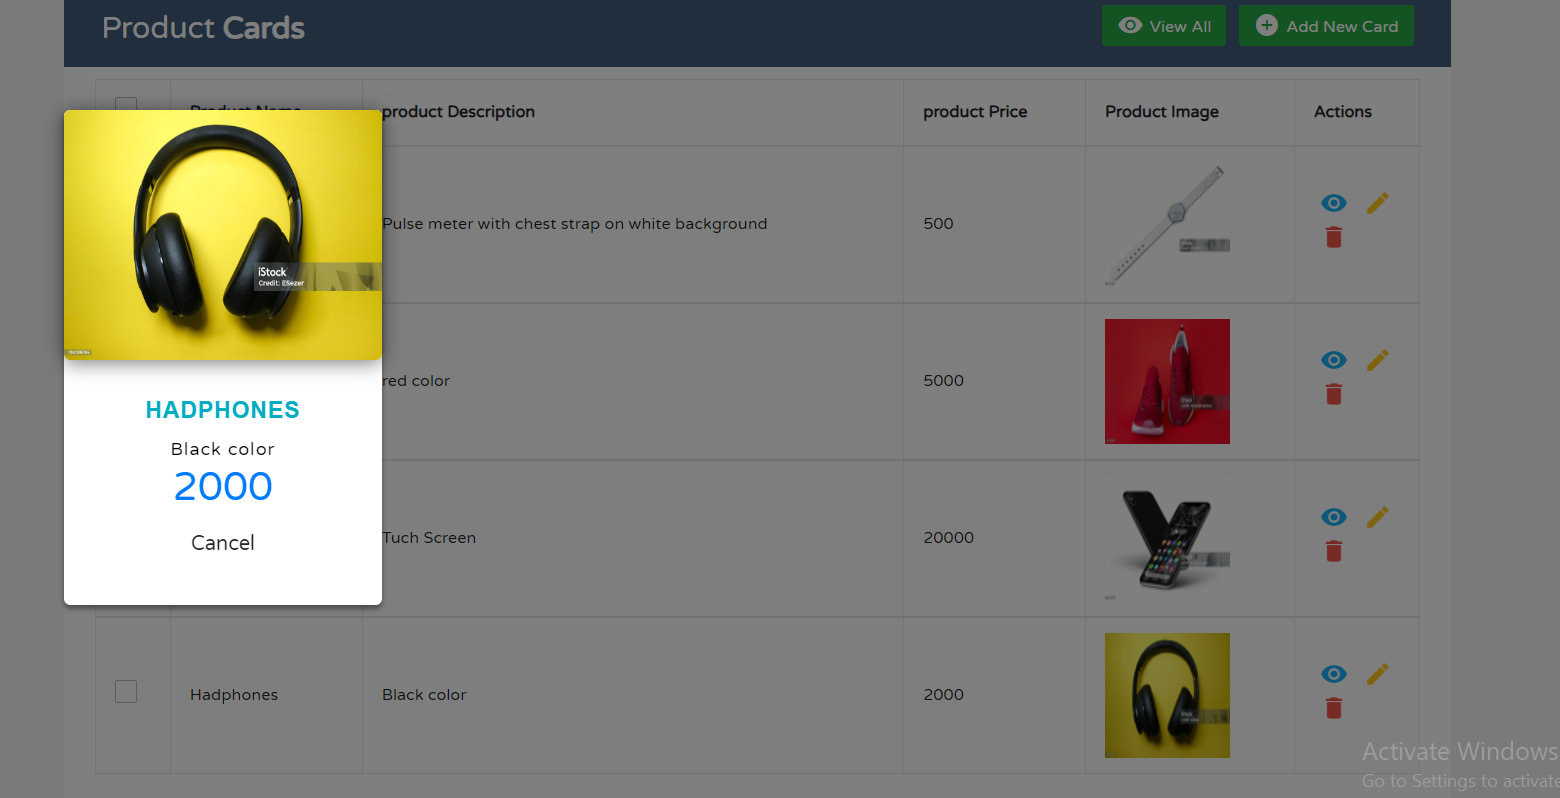 Product Cards
View All
Add New Card
Product Name
product Description
product Price
Product Image
Actions
Pulse meter with chest strap on white background
500
iStock
Credit: ESezer
red color
5000
HADPHONES
Black color
2000
Cancel
Tuch Screen
20000
Hadphones
Black color
2000
Activate Windows
Go to Settings to activate